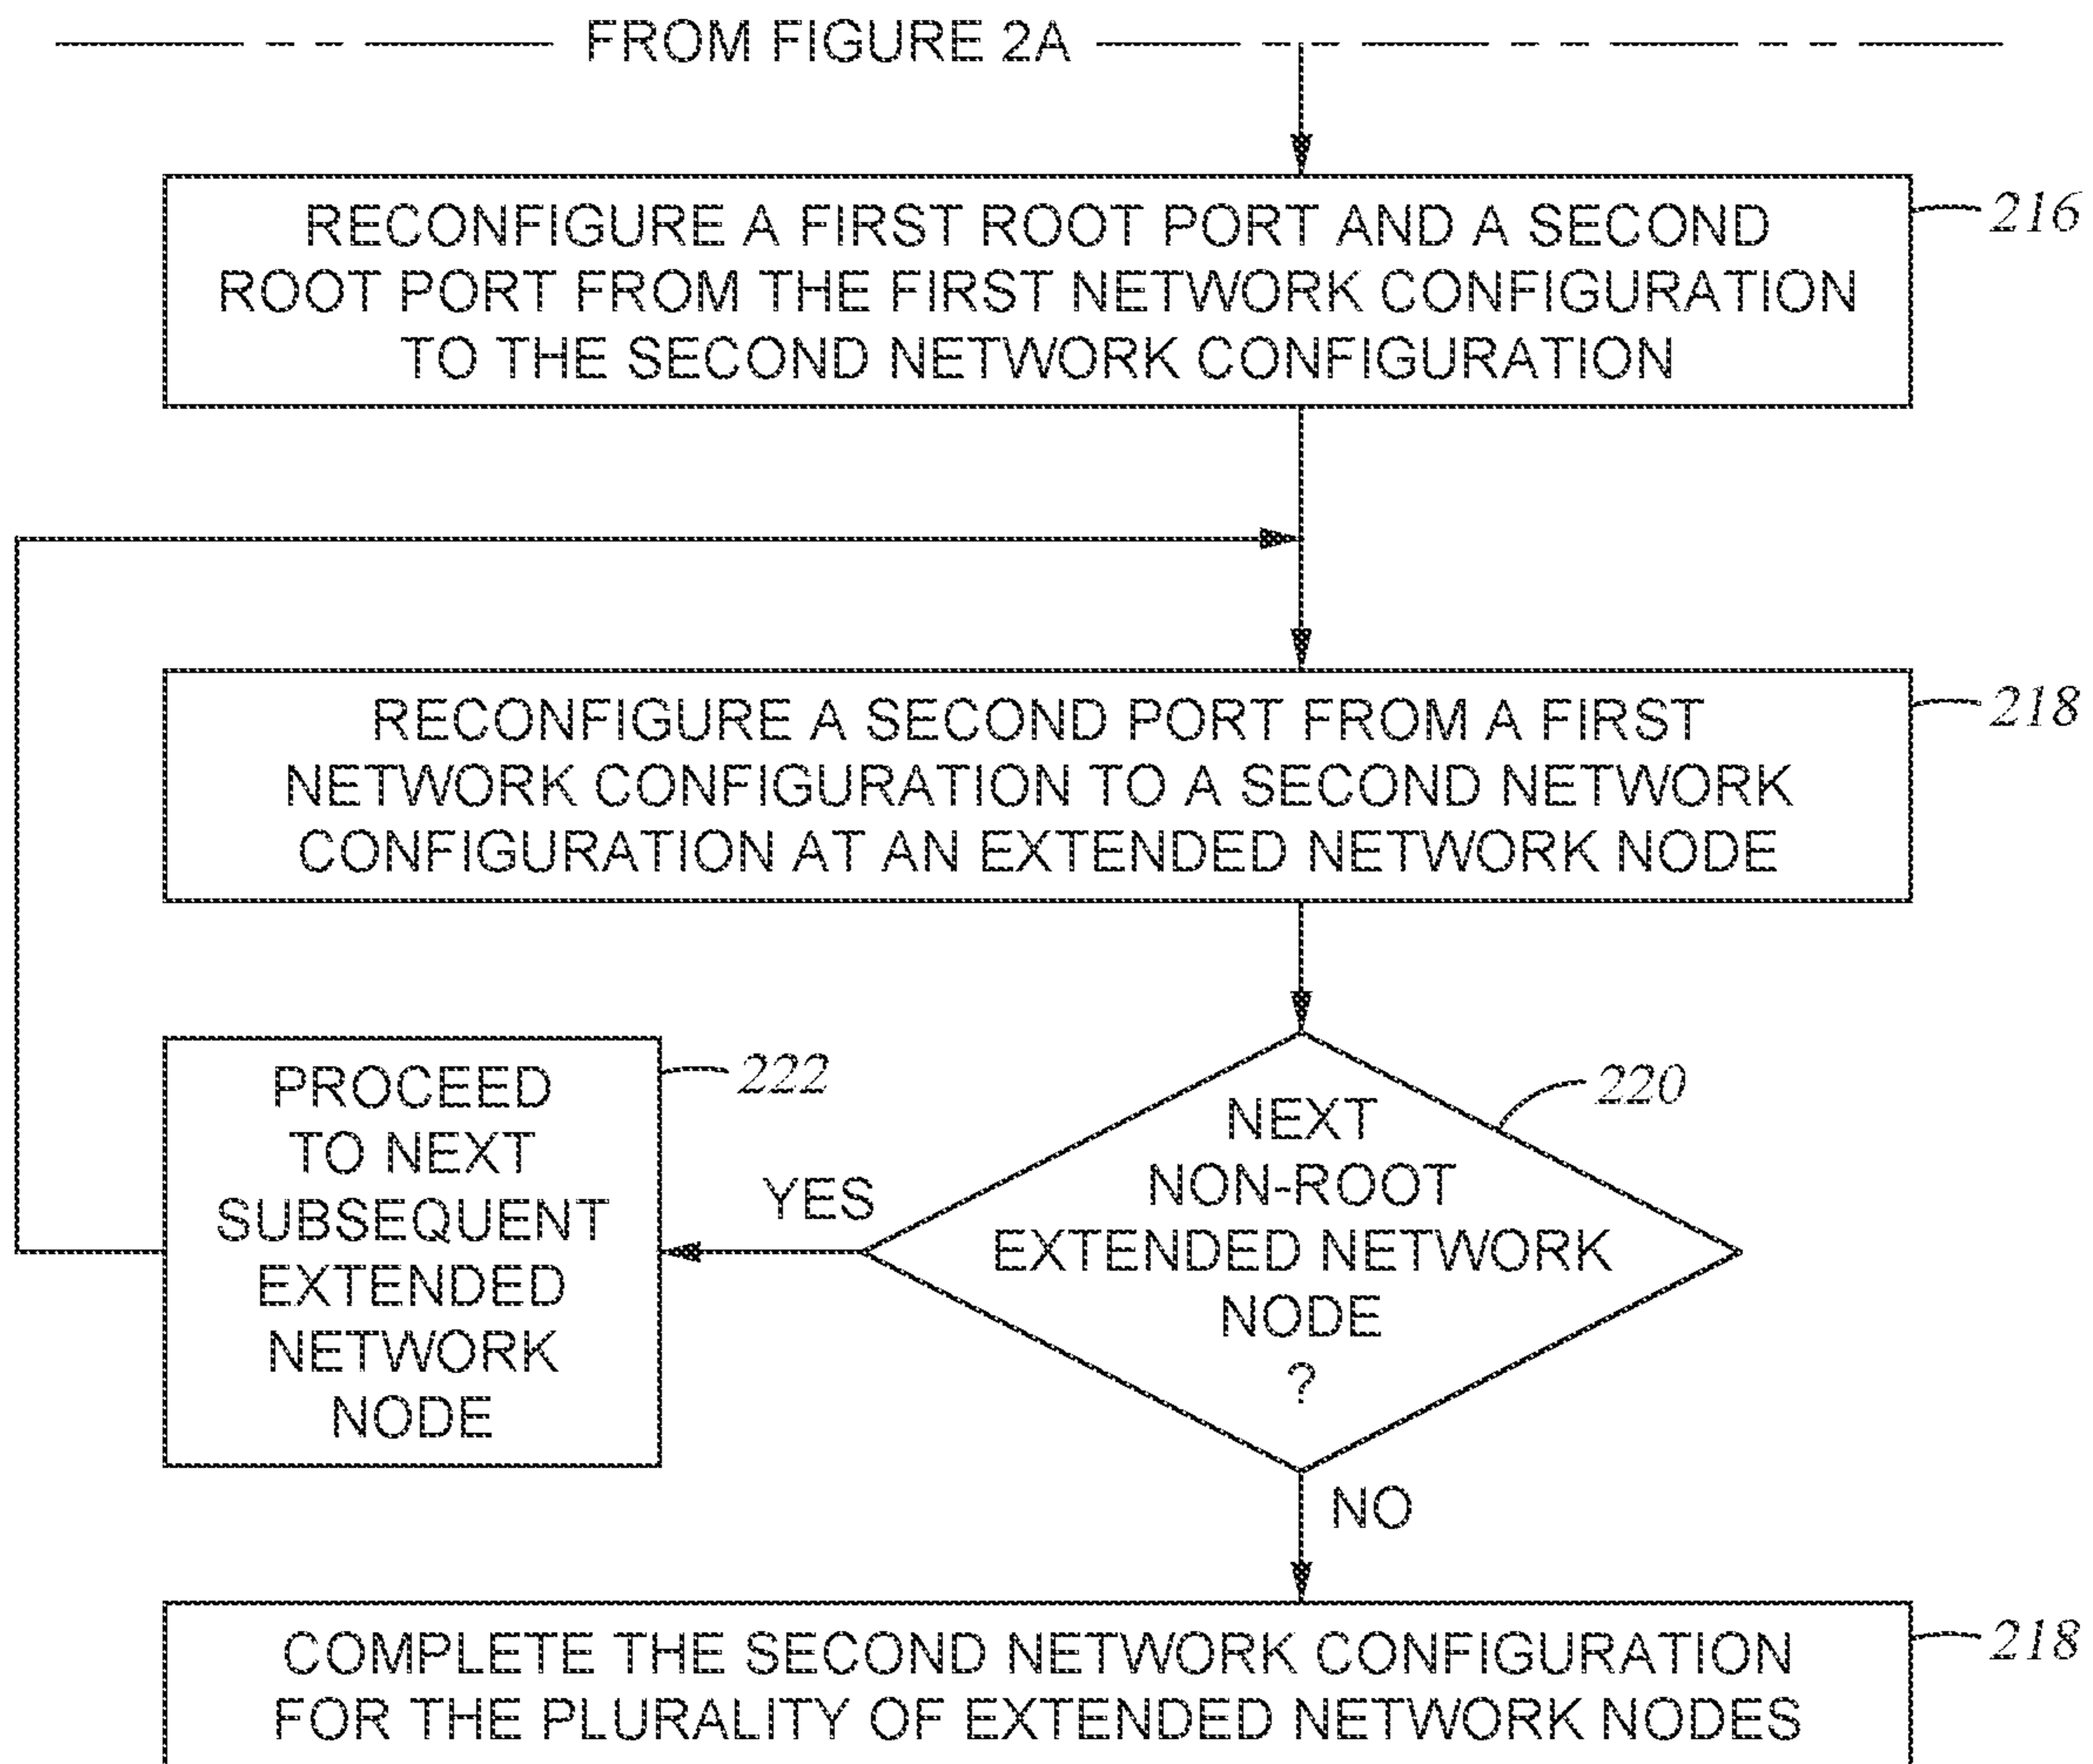 FROM FIGURE 2A
RECONFIGURE A FIRST ROOT PORT AND A SECOND
ROOT PORT FROM THE FIRST NETWORK CONFIGURATION
TO THE SECOND NETWORK CONFIGURATION
216
RECONFIGURE A SECOND PORT FROM A FIRST
NETWORK CONFIGURATION TO A SECOND NETWORK
CONFIGURATION AT AN EXTENDED NETWORK NODE
218
PROCEED
TO NEXT
SUBSEQUENT
EXTENDED
NETWORK
NODE
222
YES
NEXT
NON-ROOT
EXTENDED NETWORK
NODE
?
220
NO
COMPLETE THE SECOND NETWORK CONFIGURATION
FOR THE PLURALITY OF EXTENDED NETWORK NODES
218